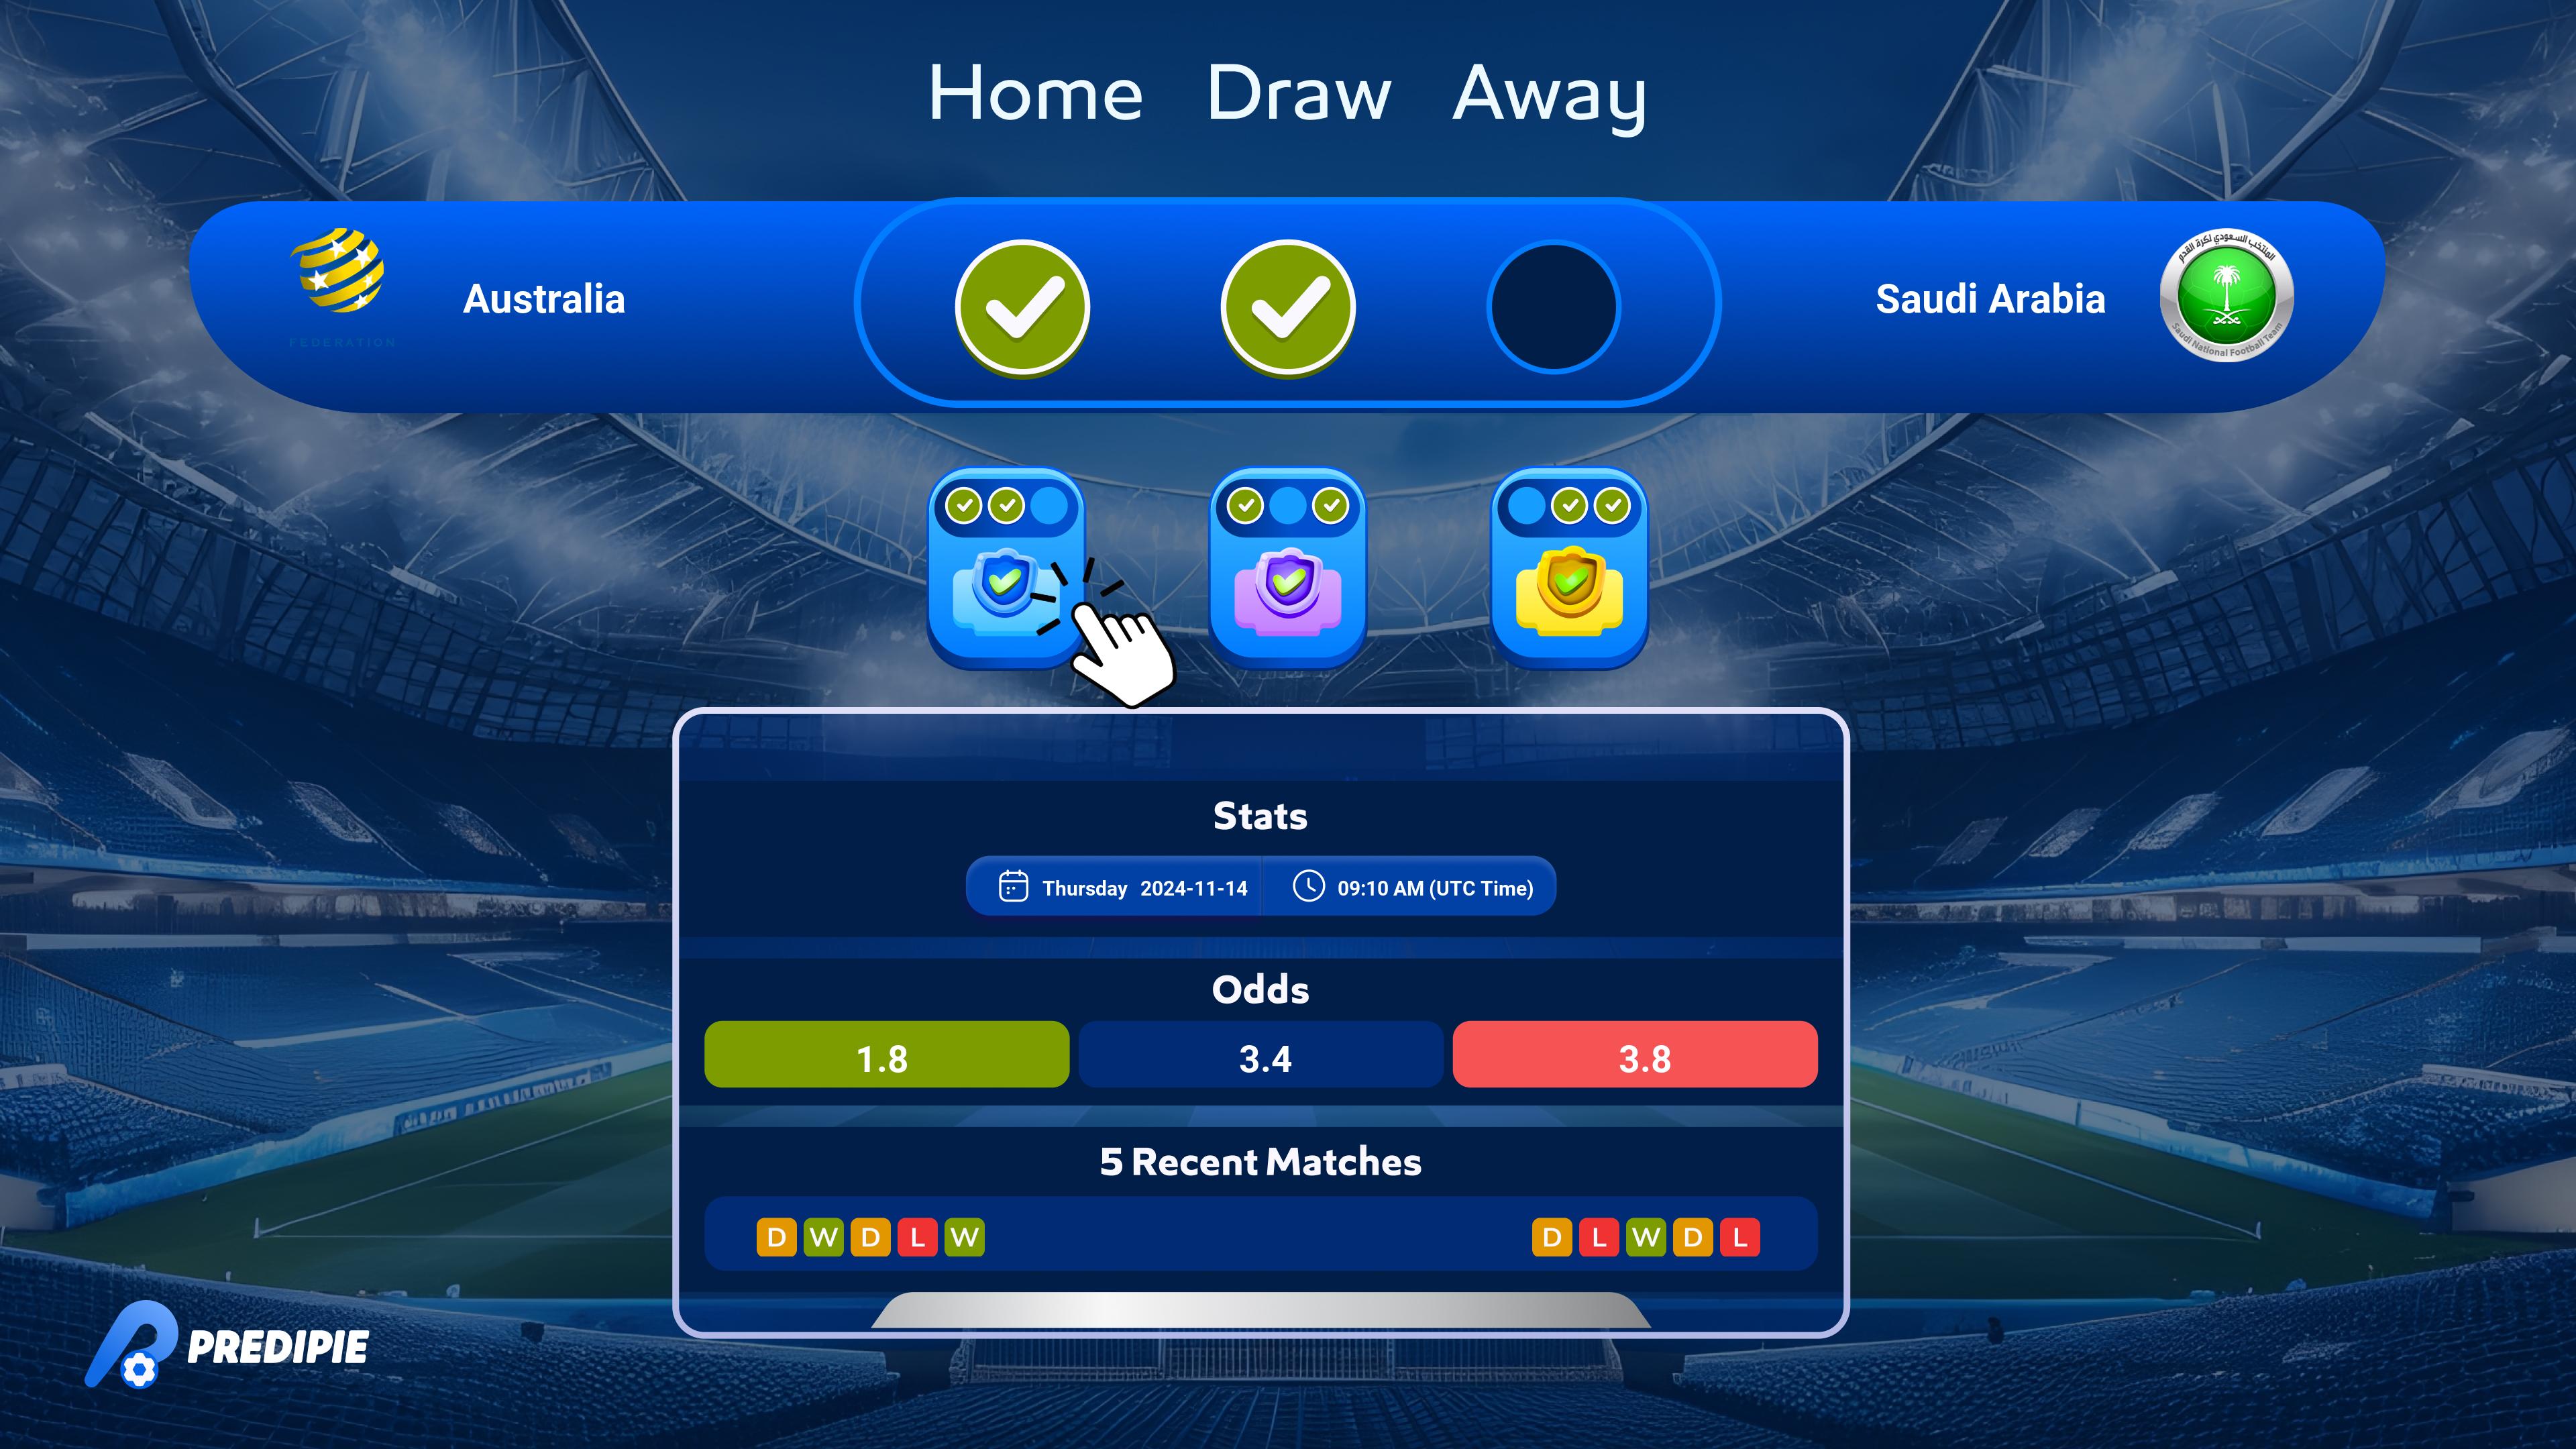 Home Draw Away
Australia
FEDERATION
Saudi Arabia
المنتخب السعودي لكرة القدم
Saudi National Football Team
Stats
Thursday 2024-11-14
09:10 AM (UTC Time)
Odds
1.8 3.4 3.8
5 Recent Matches
D W D L W
D L W D L
PREDIPIE